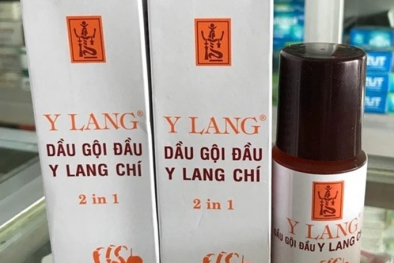 Y LANG®
DẦU GỘI ĐẦU
Y LANG CHÍ
2 in 1
Y LANG®
DẦU GỘI ĐẦU
Y LANG CHÍ
2 in 1
Y LANG®
DẦU GỘI ĐẦU Y LANG CHÍ